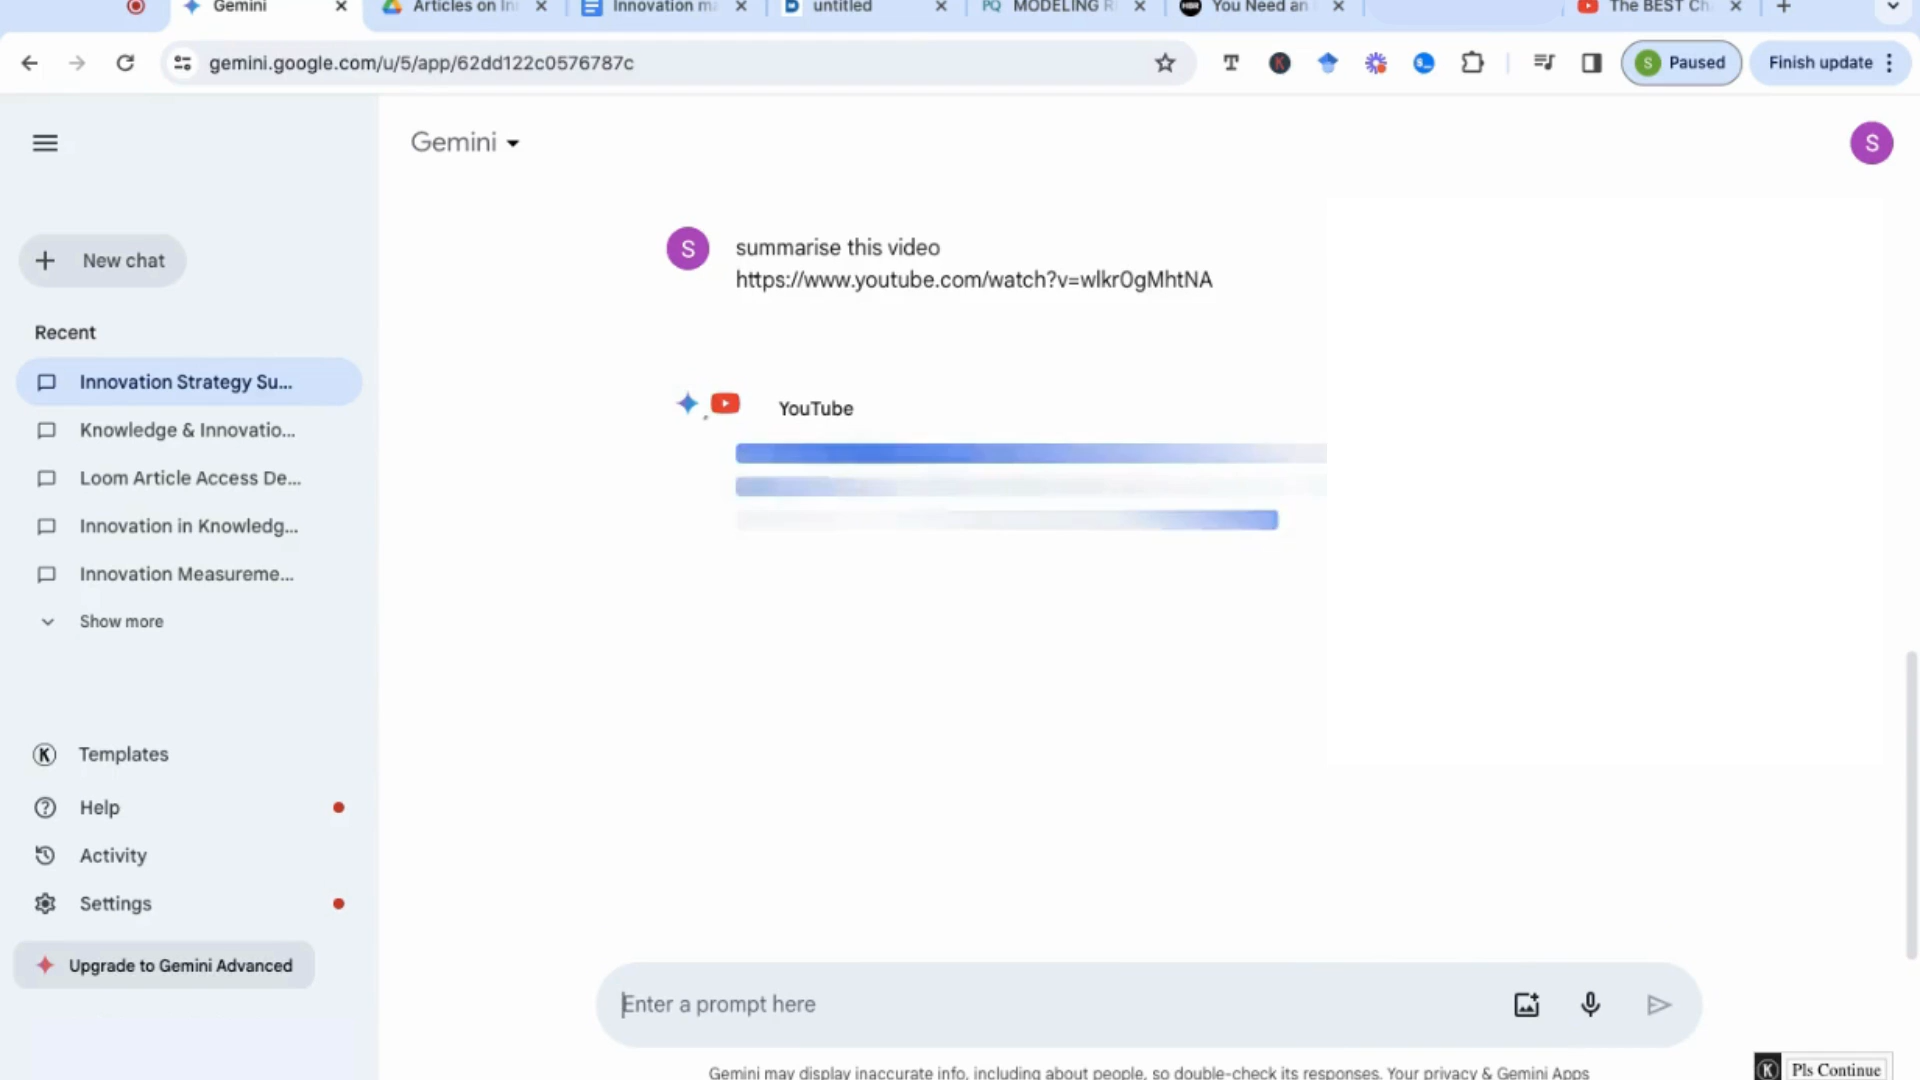 Gemini
Articles on In
Innovation ma
untitled
PQ MODELING R
You Need an
The BEST Ch
gemini.google.com/u/5/app/62dd122c0576787c
S
Paused
Finish update
Gemini
S
New chat
Recent
Innovation Strategy Su...
Knowledge & Innovatio...
Loom Article Access De...
Innovation in Knowledg...
Innovation Measureme...
Show more
Templates
Help
Activity
Settings
Upgrade to Gemini Advanced
S
summarise this video
https://www.youtube.com/watch?v=wlkr0gMhtNA
YouTube
Enter a prompt here
Gemini may display inaccurate info, including about people, so double-check its responses. Your privacy & Gemini Apps
K Pls Continue